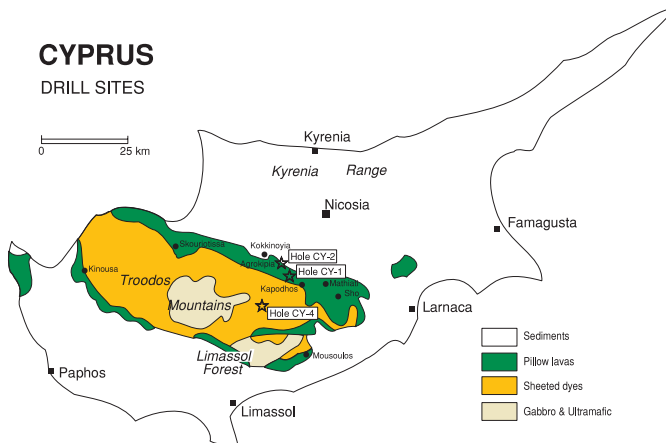 CYPRUS
DRILL SITES
0 25 km
Kyrenia
Kyrenia Range
Nicosia
Famagusta
Skouriotissa
Kokkinoyia
Agrokipia
Hole CY-2
Hole CY-1
Kinousa
Troodos
Kapodhos
Mathiati
Sha
Mountains
Hole CY-4
Larnaca
Limassol
Forest
Mousoulos
Paphos
Limassol
Sediments
Pillow lavas
Sheeted dyes
Gabbro & Ultramafic